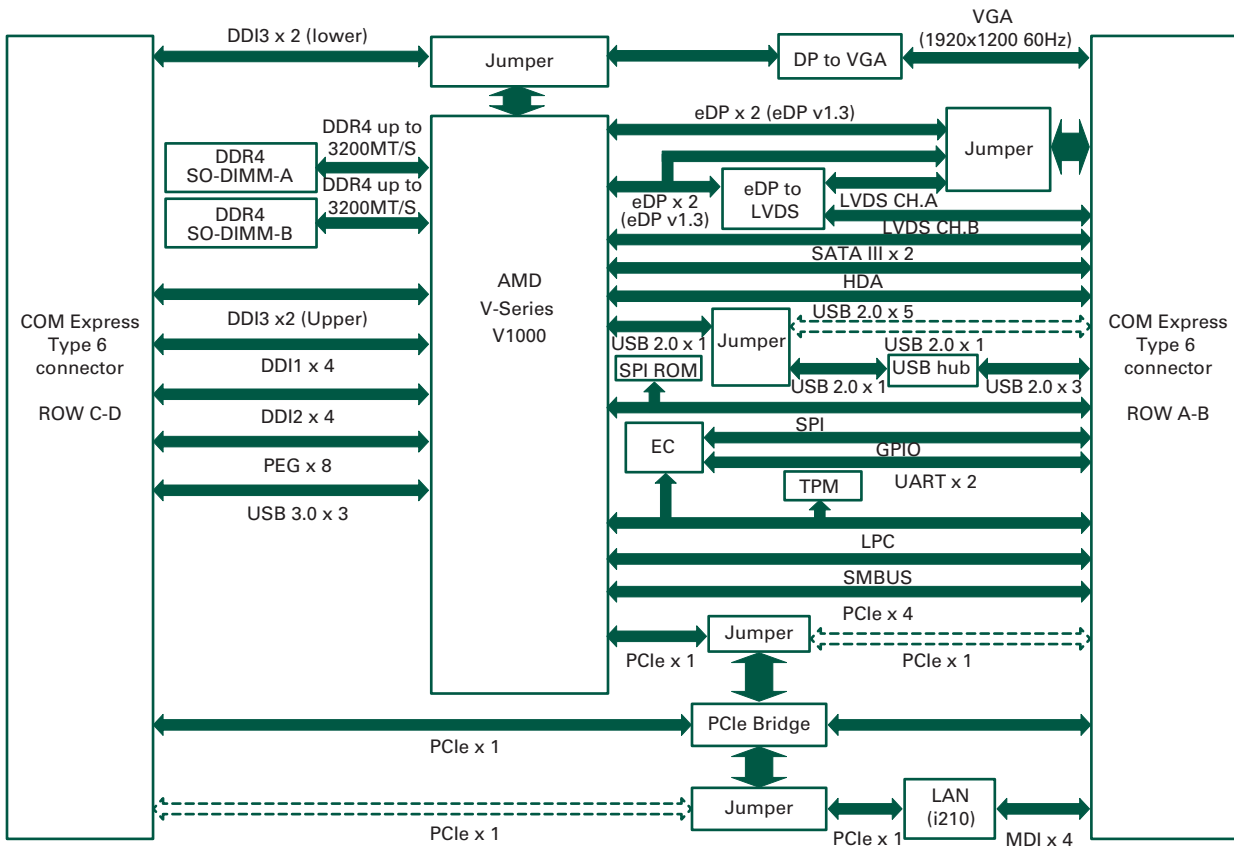 VGA
(1920x1200 60Hz)
DDI3 x 2 (lower)
Jumper
DP to VGA
eDP x 2 (eDP v1.3)
DDR4 up to
3200MT/S
DDR4
SO-DIMM-A
DDR4 up to
3200MT/S
DDR4
SO-DIMM-B
Jumper
eDP to
LVDS
eDP x 2
(eDP v1.3)
LVDS CH.A
LVDS CH.B
SATA III x 2
HDA
AMD
V-Series
V1000
COM Express
Type 6
connector
ROW C-D
COM Express
Type 6
connector
ROW A-B
DDI3 x2 (Upper)
USB 2.0 x 5
USB 2.0 x 1
Jumper
USB 2.0 x 1
DDI1 x 4
SPI ROM
USB hub
USB 2.0 x 1
USB 2.0 x 3
DDI2 x 4
SPI
EC
GPIO
PEG x 8
TPM
UART x 2
USB 3.0 x 3
LPC
SMBUS
PCIe x 4
Jumper
PCIe x 1
PCIe x 1
PCIe Bridge
PCIe x 1
Jumper
LAN
(i210)
PCIe x 1
PCIe x 1
MDI x 4